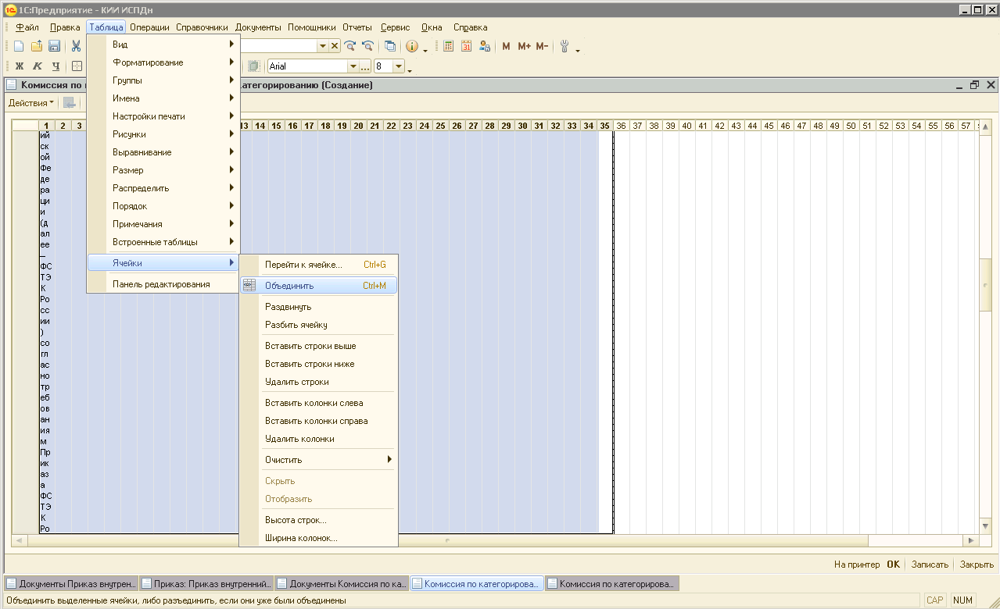 1С:Предприятие - КИИ ИСПДн
Файл Правка Таблица Операции Справочники Документы Помощники Отчеты Сервис Окна Справка
M M+ M-
Ж К Ч Arial 8
Комиссия по
атегорированию (Создание)
Действия
1 2 3 13 14 15 16 17 18 19 20 21 22 23 24 25 26 27 28 29 30 31 32 33 34 35 36 37 38 39 40 41 42 43 44 45 46 47 48 49 50 51 52 53 54 55 56 57
ий
ск
ой
Фе
де
ра
ци
и
(д
ал
ее
–
ФС
ТЭ
К
Ро
сс
ии
)
со
гл
ас
но
тр
еб
ов
ан
ия
м
Пр
ик
аз
а
ФС
ТЭ
К
Ро
Вид
Форматирование
Группы
Имена
Настройки печати
Рисунки
Выравнивание
Размер
Распределить
Порядок
Примечания
Встроенные таблицы
Ячейки
Панель редактирования
Перейти к ячейке... Ctrl+G
Объединить Ctrl+M
Раздвинуть
Разбить ячейку
Вставить строки выше
Вставить строки ниже
Удалить строки
Вставить колонки слева
Вставить колонки справа
Удалить колонки
Очистить
Скрыть
Отобразить
Высота строк...
Ширина колонок...
На принтер OK Записать Закрыть
Документы Приказ внутрен... Приказ: Приказ внутренний... Документы Комиссия по ка... Комиссия по категорирова... Комиссия по категорирова...
Объединить выделенные ячейки, либо разъединить, если они уже были объединены CAP NUM